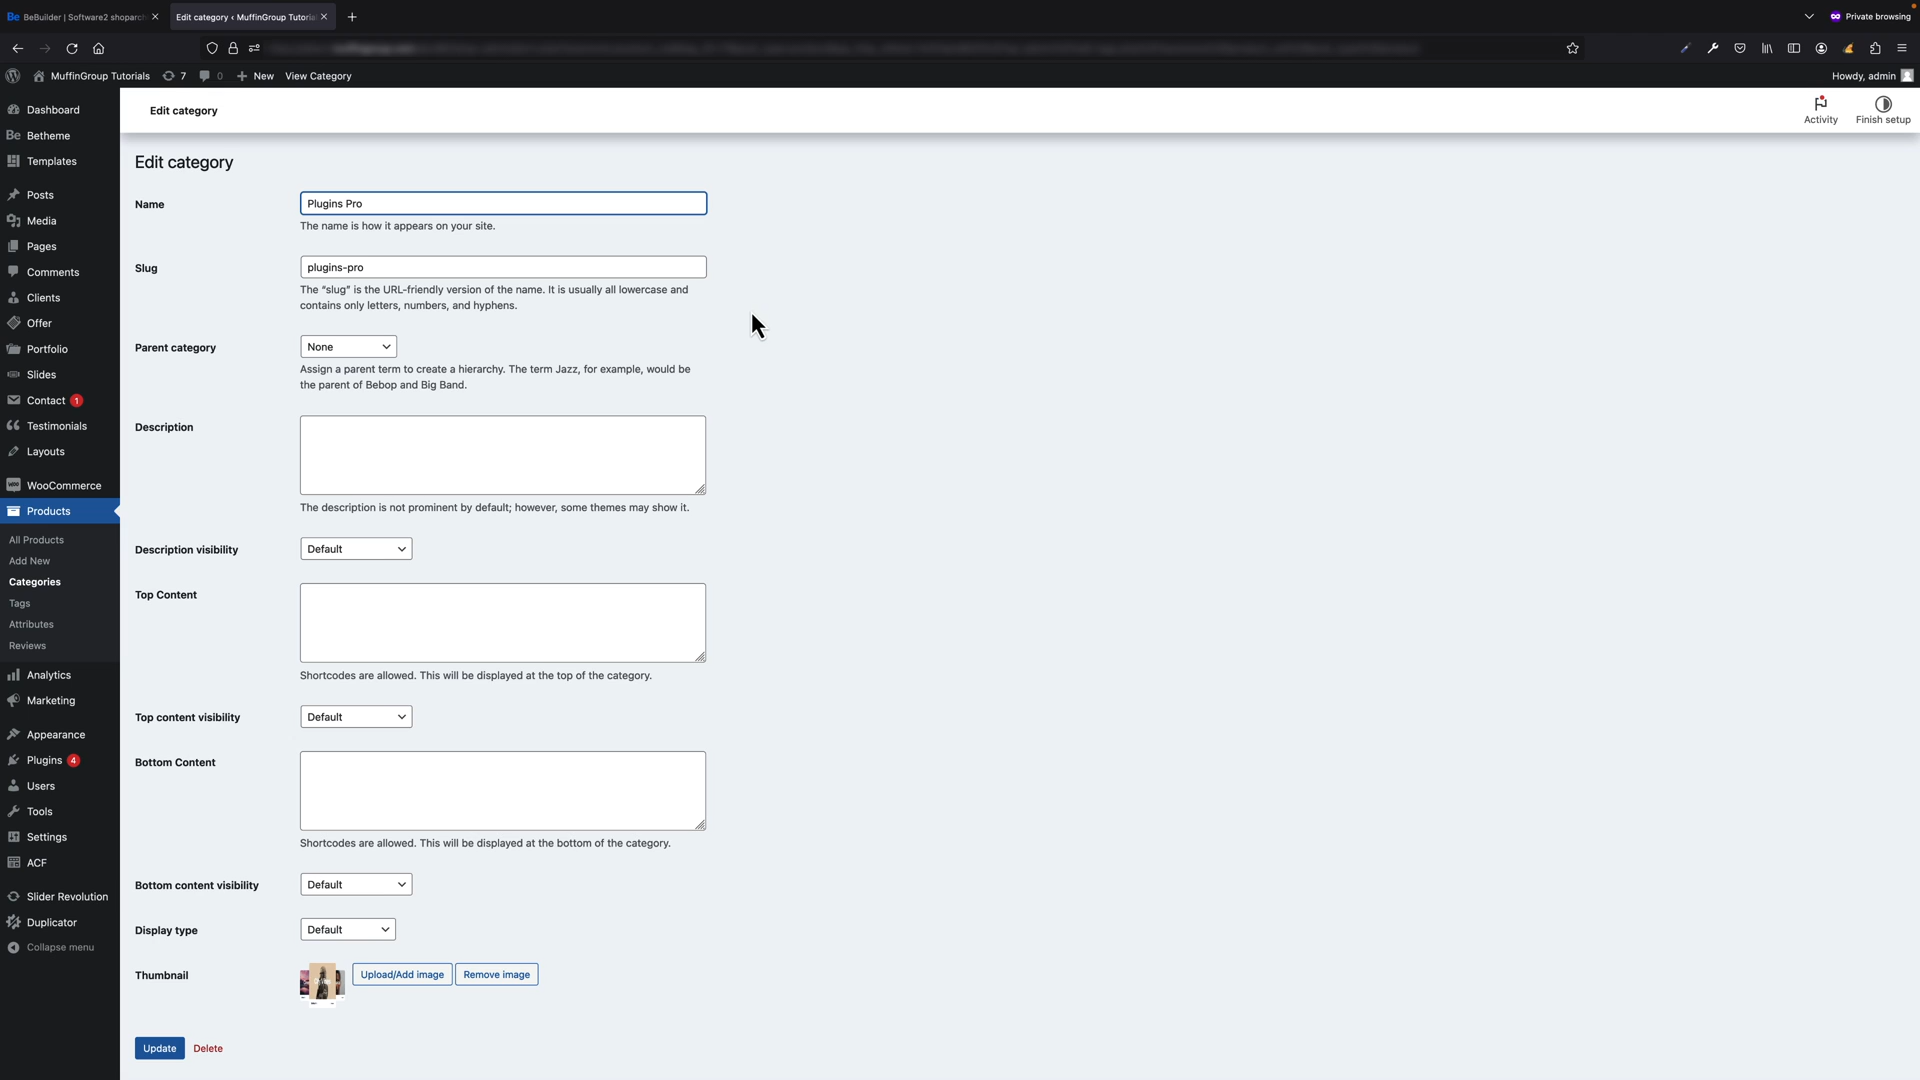 Be BeBuilder | Software2 shoparch
Edit category ‹ MuffinGroup Tutorial
Private browsing
MuffinGroup Tutorials 7 0 New View Category
Howdy, admin
Dashboard
Be Betheme
Templates
Posts
Media
Pages
Comments
Clients
Offer
Portfolio
Slides
Contact 1
Testimonials
Layouts
WooCommerce
Products
All Products
Add New
Categories
Tags
Attributes
Reviews
Analytics
Marketing
Appearance
Plugins 4
Users
Tools
Settings
ACF
Slider Revolution
Duplicator
Collapse menu
Edit category
Activity
Finish setup
Edit category
Name
Plugins Pro
The name is how it appears on your site.
Slug
plugins-pro
The “slug” is the URL-friendly version of the name. It is usually all lowercase and
contains only letters, numbers, and hyphens.
Parent category
None
Assign a parent term to create a hierarchy. The term Jazz, for example, would be
the parent of Bebop and Big Band.
Description
The description is not prominent by default; however, some themes may show it.
Description visibility
Default
Top Content
Shortcodes are allowed. This will be displayed at the top of the category.
Top content visibility
Default
Bottom Content
Shortcodes are allowed. This will be displayed at the bottom of the category.
Bottom content visibility
Default
Display type
Default
Thumbnail
Upload/Add image
Remove image
Update
Delete